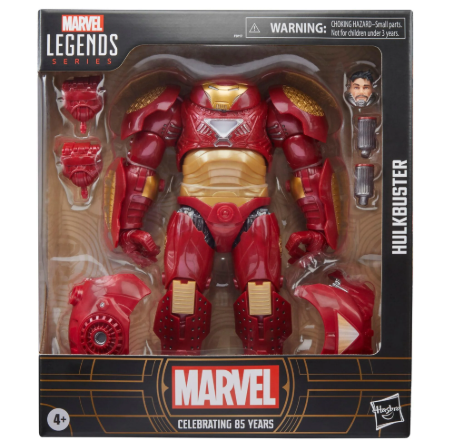 MARVEL
LEGENDS
SERIES
WARNING:
CHOKING HAZARD–Small parts.
Not for children under 3 years.
HULKBUSTER
MARVEL
CELEBRATING 85 YEARS
4+
Hasbro